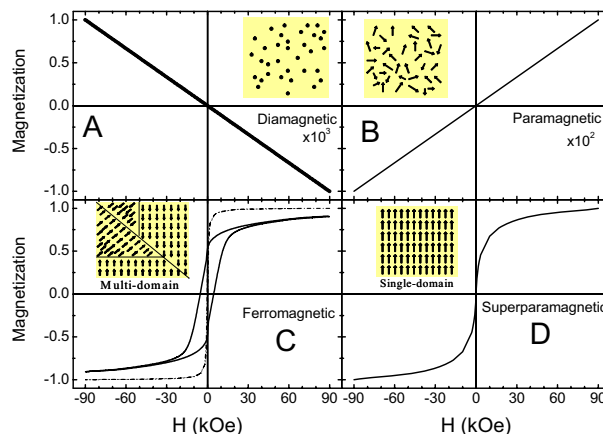 Magnetization
1.0
0.5
0.0
-0.5
-1.0
A
Diamagnetic
x10³
B
Paramagnetic
x10²
Magnetization
1.0
0.5
0.0
-0.5
-1.0
Multi-domain
Ferromagnetic
C
Single-domain
Superparamagnetic
D
-90 -60 -30 0 30 60 90
-90 -60 -30 0 30 60 90
H (kOe)
H (kOe)